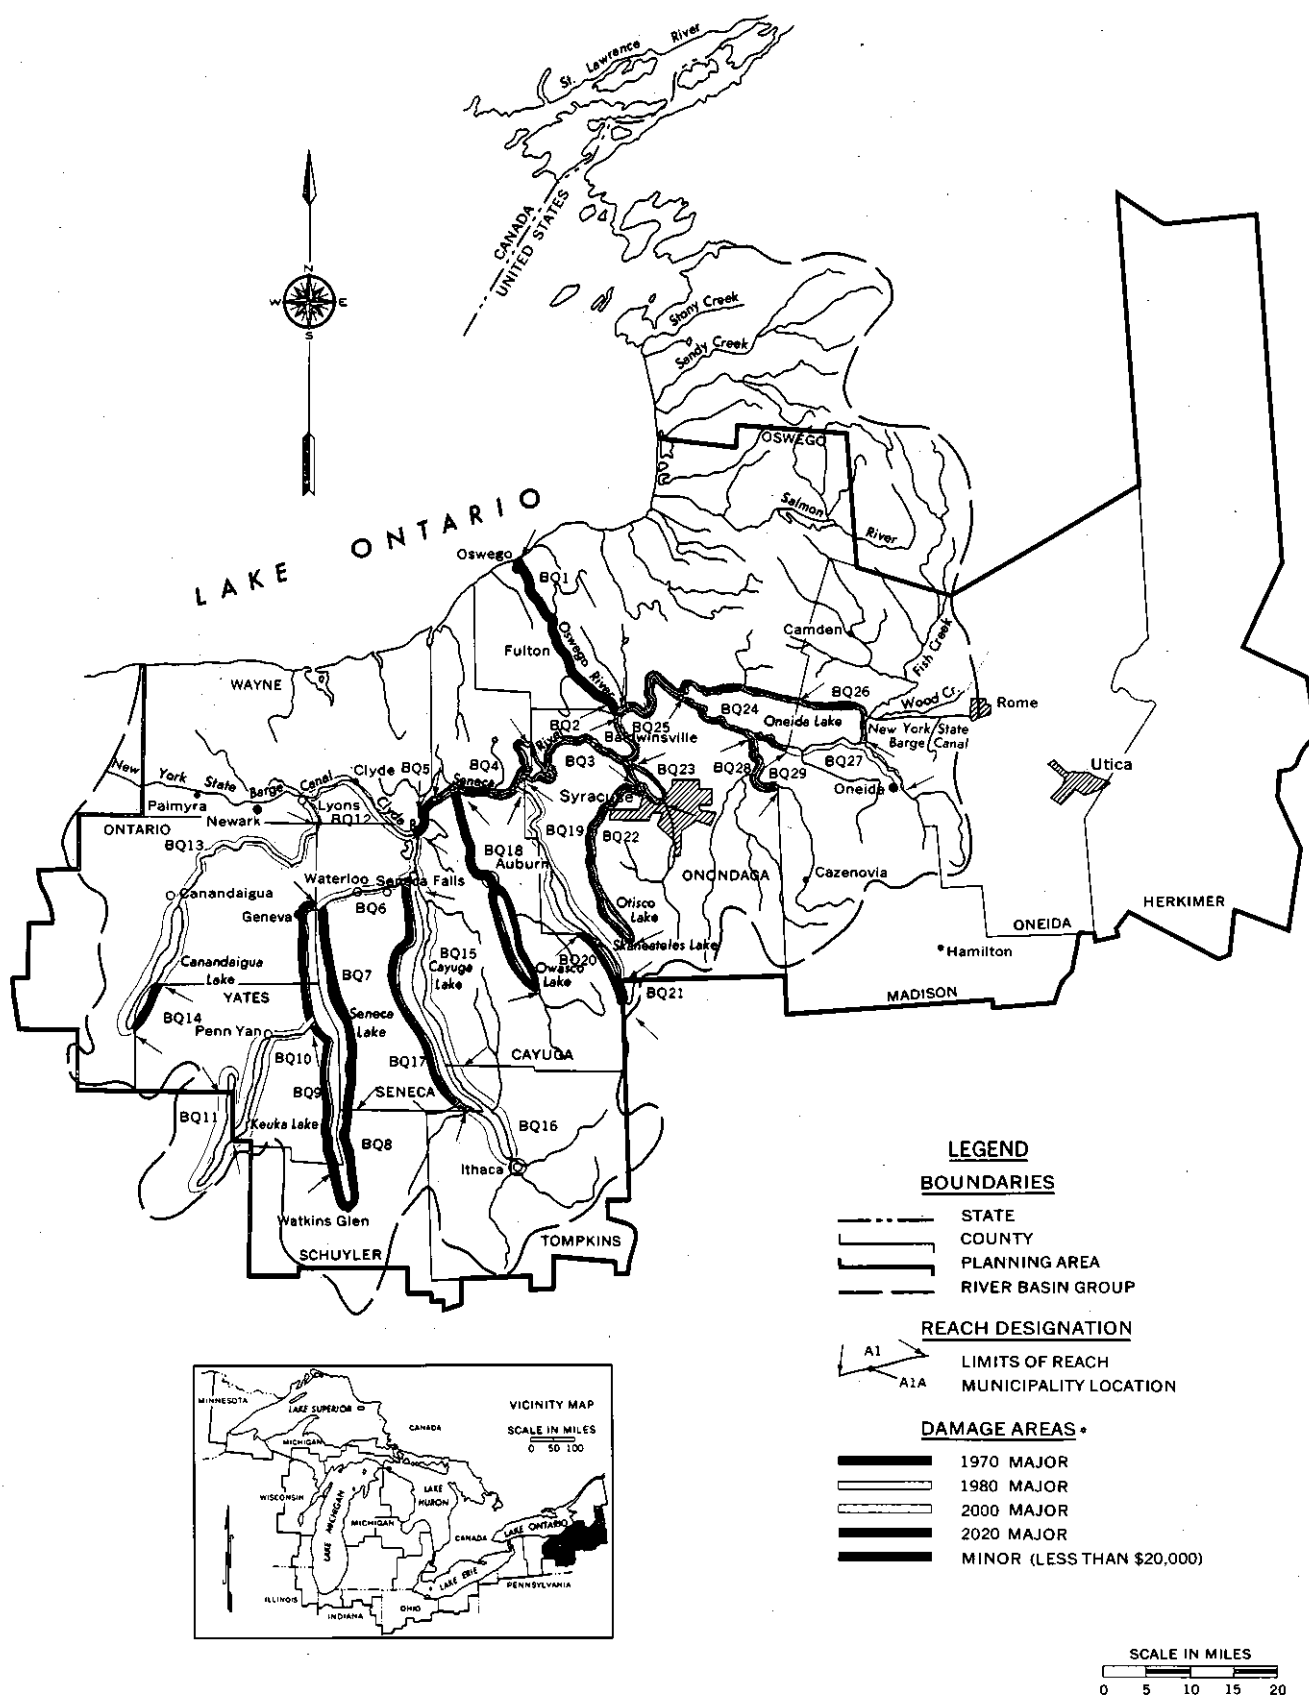 St. Lawrence River
CANADA
UNITED STATES
N
W E
S
Stony Creek
Sandy Creek
OSWEGO
Salmon River
LAKE ONTARIO
Oswego
BQ1
Fulton
Oswego River
Camden
Fish Creek
WAYNE
BQ26
Wood Cr.
Rome
BQ24
Oneida Lake
New York State
Barge Canal
BQ2
River
BQ25
Baldwinsville
BQ3
BQ4
Seneca
BQ5
Clyde
New York State Barge Canal
Clyde
BQ23
BQ28
BQ29
BQ27
Oneida
Utica
Palmyra
Newark
Lyons
BQ12
Syracuse
ONTARIO
BQ13
BQ19
BQ22
BQ18
Auburn
Waterloo
Seneca Falls
BQ6
ONONDAGA
Cazenovia
Canandaigua
Geneva
Otisco
Lake
HERKIMER
ONEIDA
Skaneateles Lake
Hamilton
Canandaigua
Lake
BQ7
BQ15
Cayuga
Lake
Owasco
Lake
BQ20
BQ21
MADISON
YATES
BQ14
Penn Yan
Seneca
Lake
BQ10
BQ17
CAYUGA
BQ9
SENECA
BQ11
Keuka Lake
BQ8
BQ16
Ithaca
Watkins Glen
SCHUYLER
TOMPKINS
LEGEND
BOUNDARIES
STATE
COUNTY
PLANNING AREA
RIVER BASIN GROUP
REACH DESIGNATION
A1
LIMITS OF REACH
A1A
MUNICIPALITY LOCATION
DAMAGE AREAS*
1970 MAJOR
1980 MAJOR
2000 MAJOR
2020 MAJOR
MINOR (LESS THAN $20,000)
VICINITY MAP
SCALE IN MILES
0 50 100
MINNESOTA
LAKE SUPERIOR
CANADA
MICHIGAN
WISCONSIN
LAKE MICHIGAN
LAKE
HURON
MICHIGAN
CANADA
LAKE ONTARIO
LAKE ERIE
PENNSYLVANIA
ILLINOIS
INDIANA
OHIO
SCALE IN MILES
0 5 10 15 20